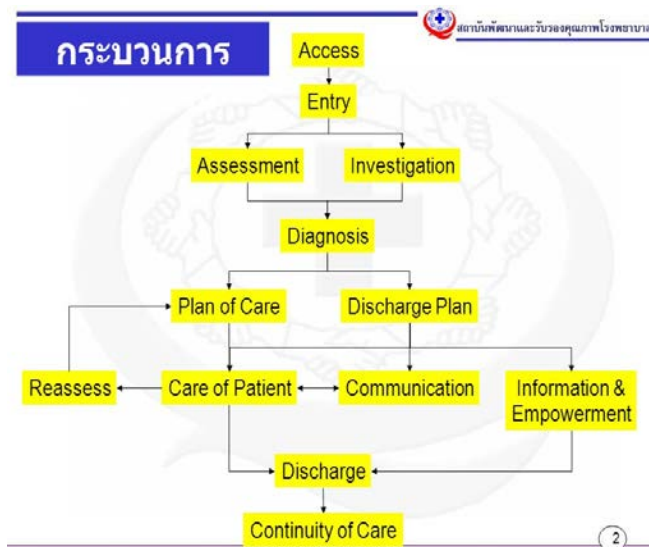 สถาบันพัฒนาและรับรองคุณภาพโรงพยาบาล
กระบวนการ
Access
Entry
Assessment
Investigation
Diagnosis
Plan of Care
Discharge Plan
Reassess
Care of Patient
Communication
Information &
Empowerment
Discharge
Continuity of Care
2